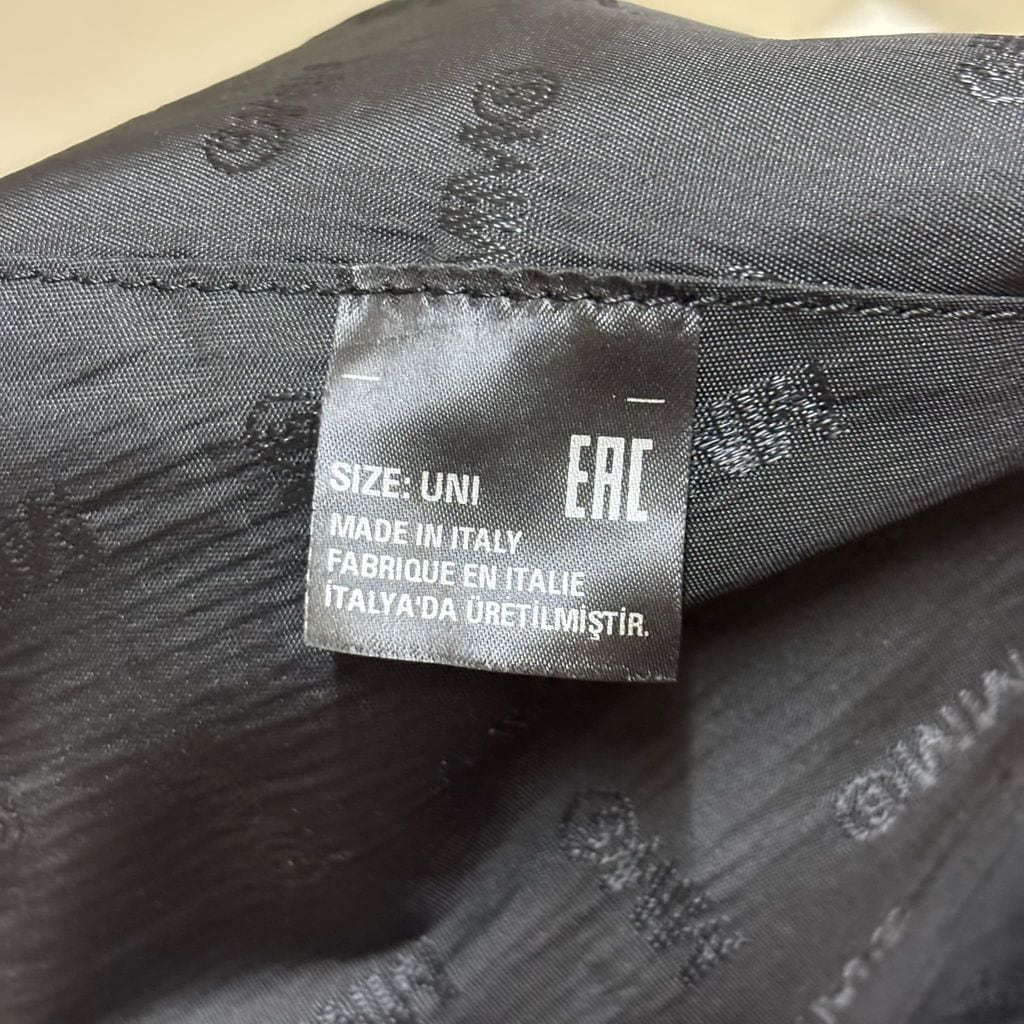 EAC
SIZE: UNI
MADE IN ITALY
FABRIQUE EN ITALIE
İTALYA'DA ÜRETİLMİŞTİR.